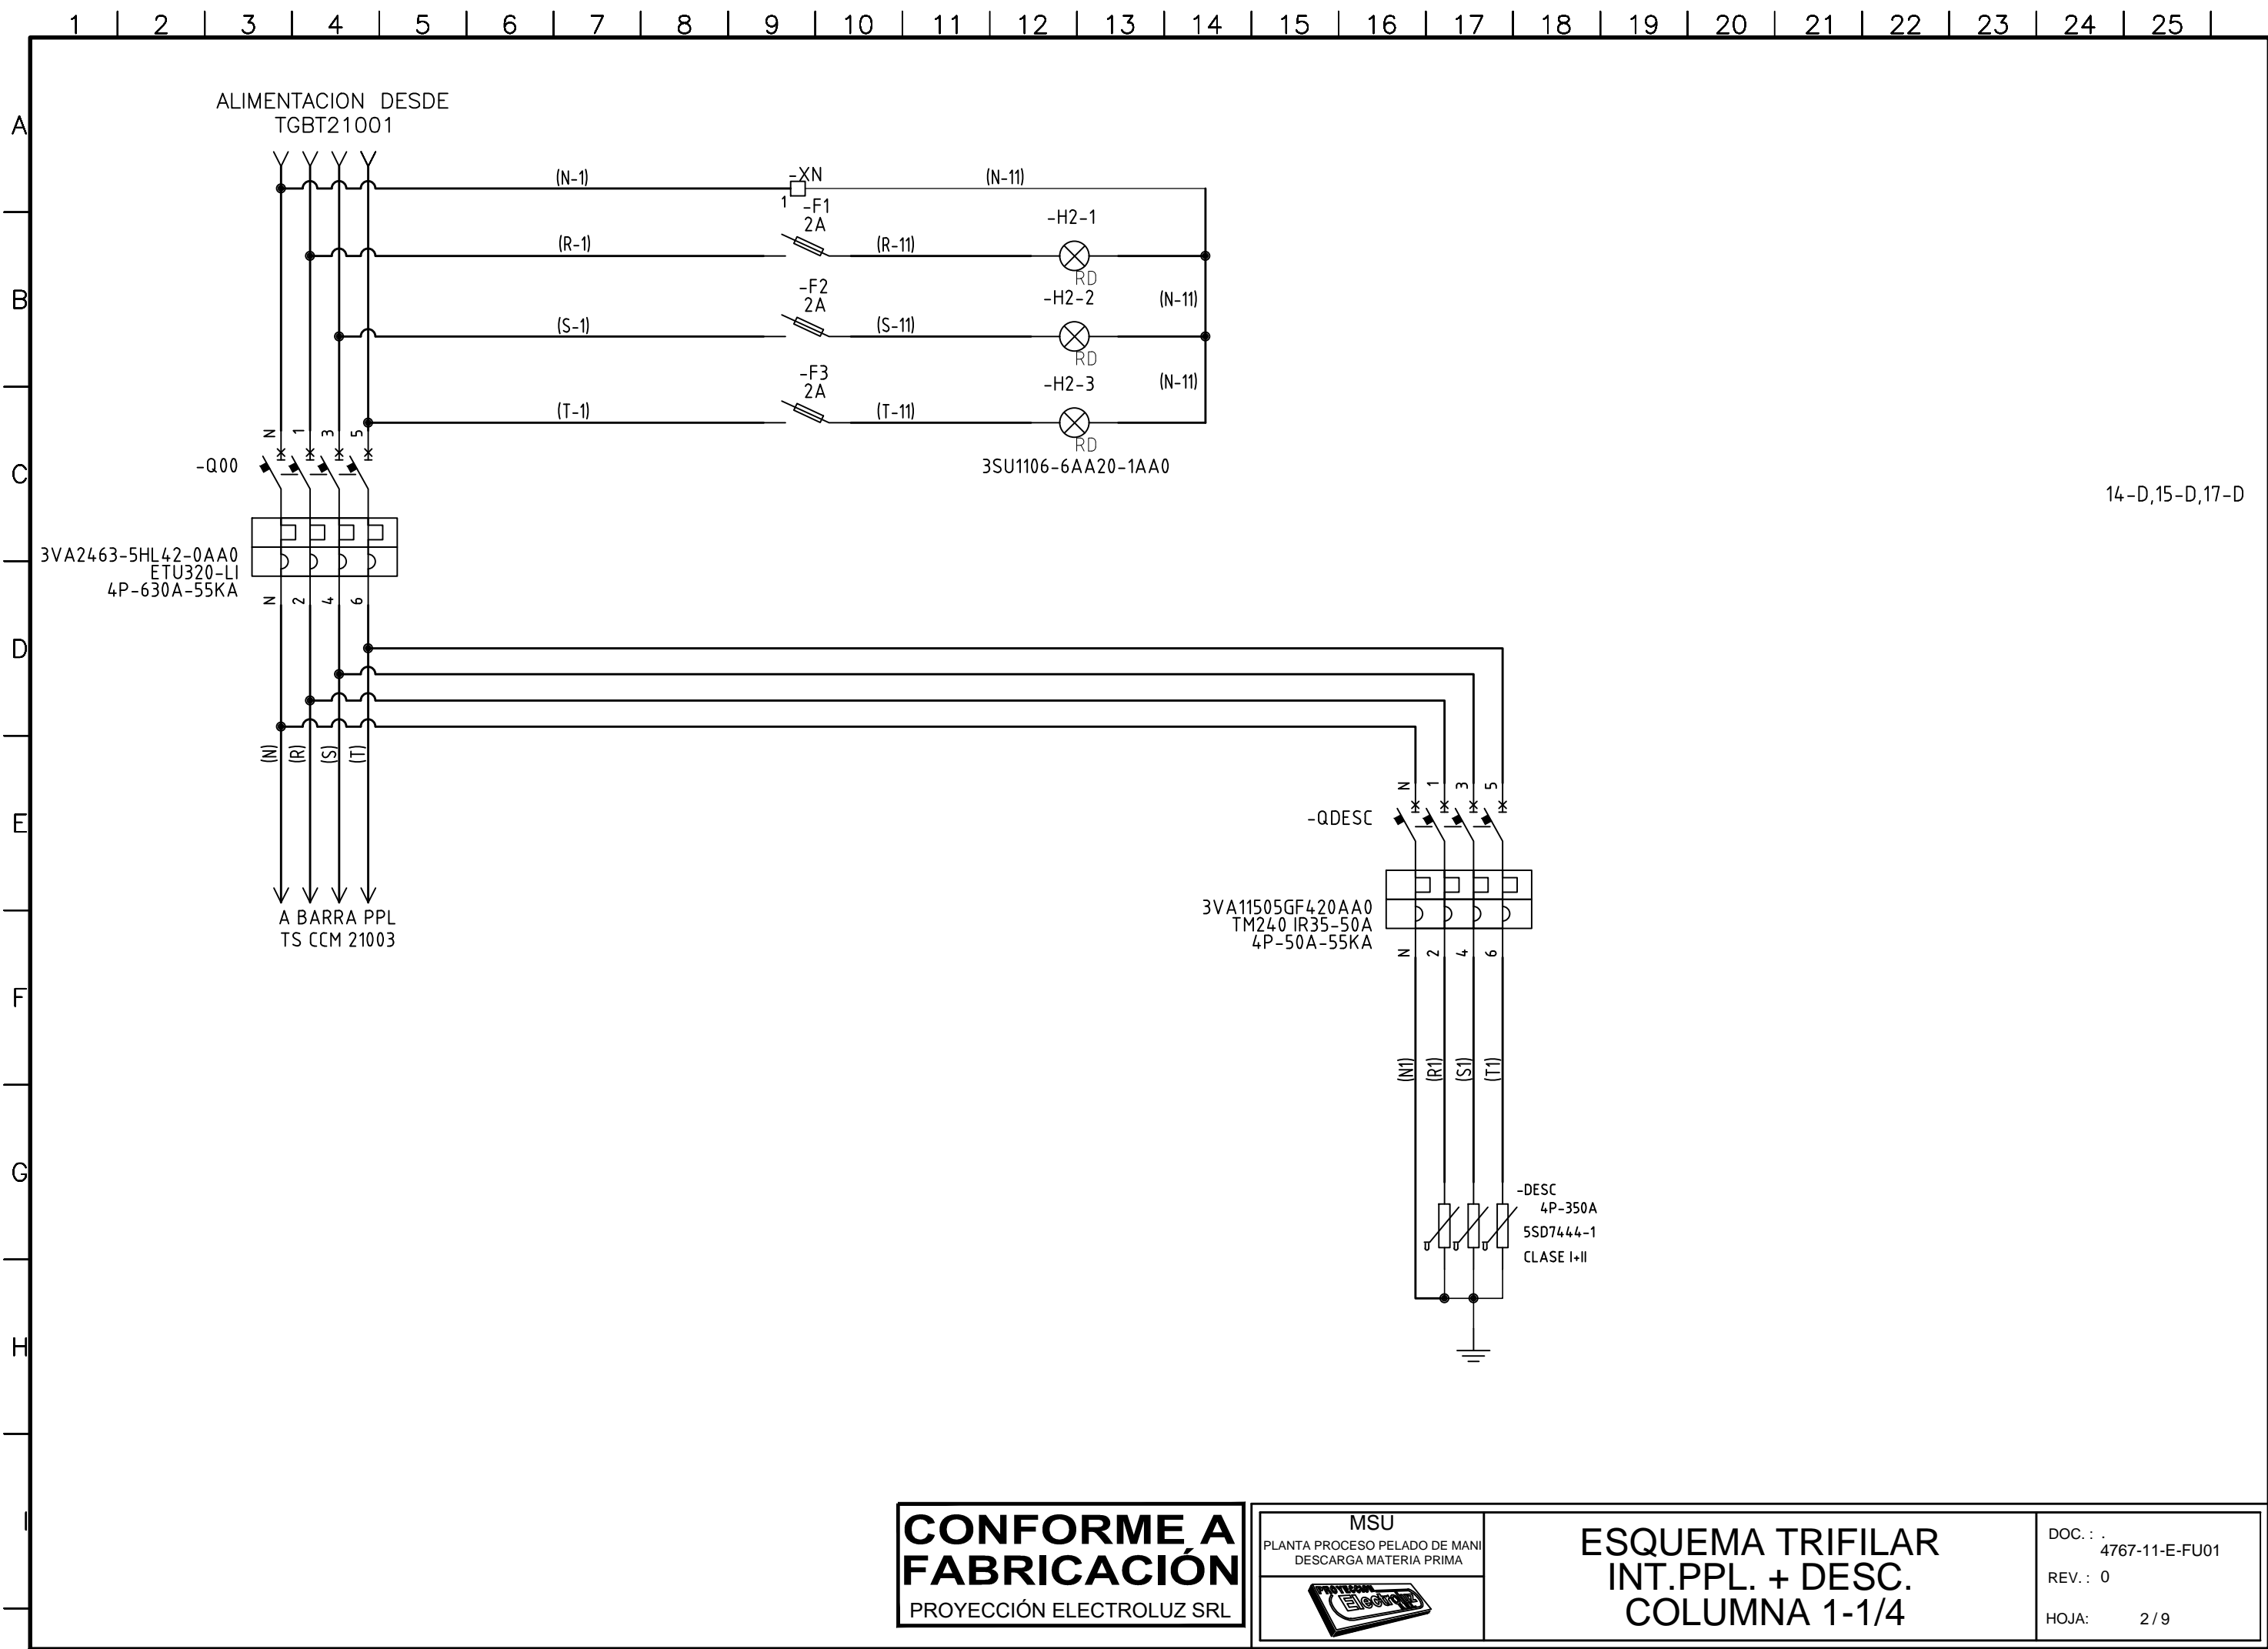 1 2 3 4 5 6 7 8 9 10 11 12 13 14 15 16 17 18 19 20 21 22 23 24 25
A
B
C
D
E
F
G
H
I
ALIMENTACION DESDE
TGBT21001
(N-1)
-XN
1
(N-11)
-F1
2A
(R-1)
(R-11)
-H2-1
RD
-F2
2A
(S-1)
(S-11)
-H2-2
RD
(N-11)
-F3
2A
(T-1)
(T-11)
-H2-3
RD
(N-11)
3SU1106-6AA20-1AA0
14-D,15-D,17-D
N 1 3 5
-Q00
3VA2463-5HL42-0AA0
ETU320-LI
4P-630A-55KA
N 2 4 6
(N) (R) (S) (T)
A BARRA PPL
TS CCM 21003
N 1 3 5
-QDESC
3VA11505GF420AA0
TM240 IR35-50A
4P-50A-55KA
N 2 4 6
(N1) (R1) (S1) (T1)
-DESC
4P-350A
5SD7444-1
CLASE I+II
U U U
CONFORME A
FABRICACIÓN
PROYECCIÓN ELECTROLUZ SRL
MSU
PLANTA PROCESO PELADO DE MANI
DESCARGA MATERIA PRIMA
PROYECCION
Electroluz
ESQUEMA TRIFILAR
INT.PPL. + DESC.
COLUMNA 1-1/4
DOC. : .
4767-11-E-FU01
REV. : 0
HOJA: 2 / 9